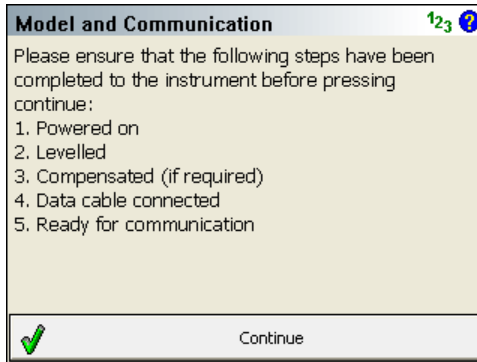 Model and Communication
123
?
Please ensure that the following steps have been
completed to the instrument before pressing
continue:
1. Powered on
2. Levelled
3. Compensated (if required)
4. Data cable connected
5. Ready for communication
Continue